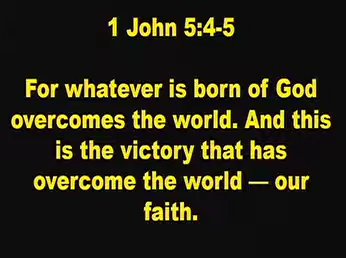 1 John 5:4-5
For whatever is born of God
overcomes the world. And this
is the victory that has
overcome the world — our
faith.